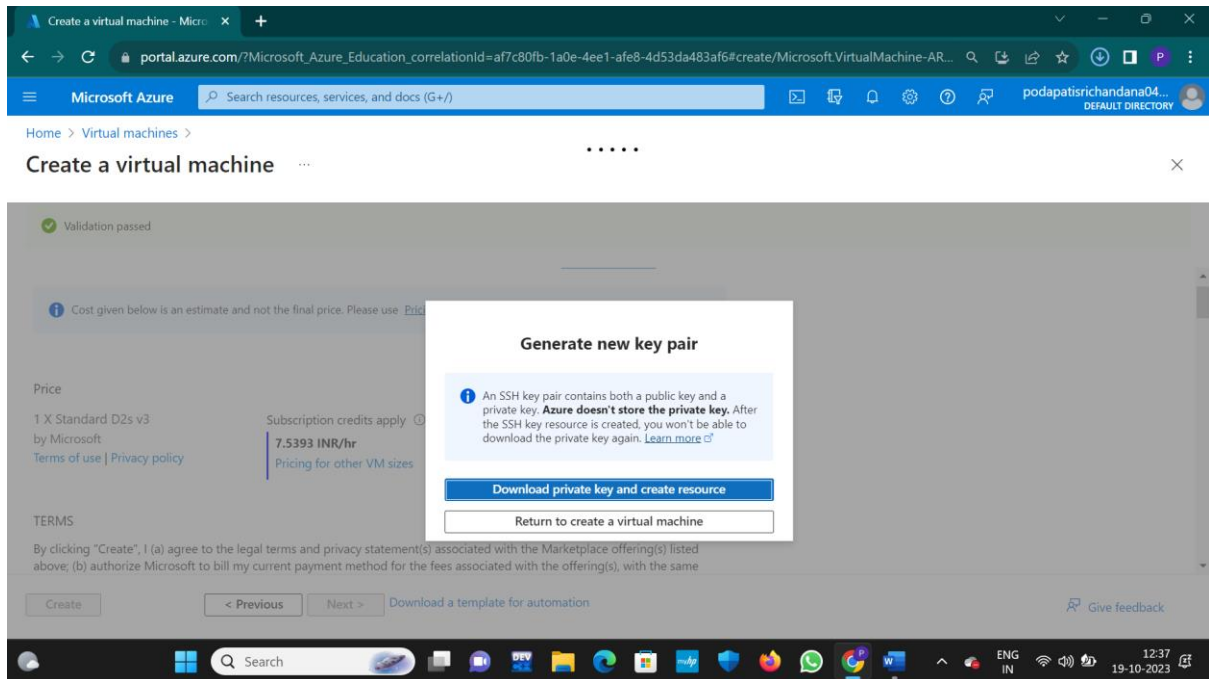 Create a virtual machine - Micro
portal.azure.com/?Microsoft_Azure_Education_correlationId=af7c80fb-1a0e-4ee1-afe8-4d53da483af6#create/Microsoft.VirtualMachine-AR...
P
Microsoft Azure
Search resources, services, and docs (G+/)
podapatisrichandana04...
DEFAULT DIRECTORY
Home > Virtual machines >
Create a virtual machine ...
Validation passed
Cost given below is an estimate and not the final price. Please use
Generate new key pair
An SSH key pair contains both a public key and a
private key. Azure doesn't store the private key. After
the SSH key resource is created, you won't be able to
download the private key again. Learn more
Price
1 X Standard D2s v3
by Microsoft
Terms of use | Privacy policy
Subscription credits apply
7.5393 INR/hr
Pricing for other VM sizes
Download private key and create resource
Return to create a virtual machine
TERMS
By clicking "Create", I (a) agree to the legal terms and privacy statement(s) associated with the Marketplace offering(s) listed
above; (b) authorize Microsoft to bill my current payment method for the fees associated with the offering(s), with the same
Create
< Previous
Next >
Download a template for automation
Give feedback
Search
DEV
mdp
W
ENG
IN
12:37
19-10-2023